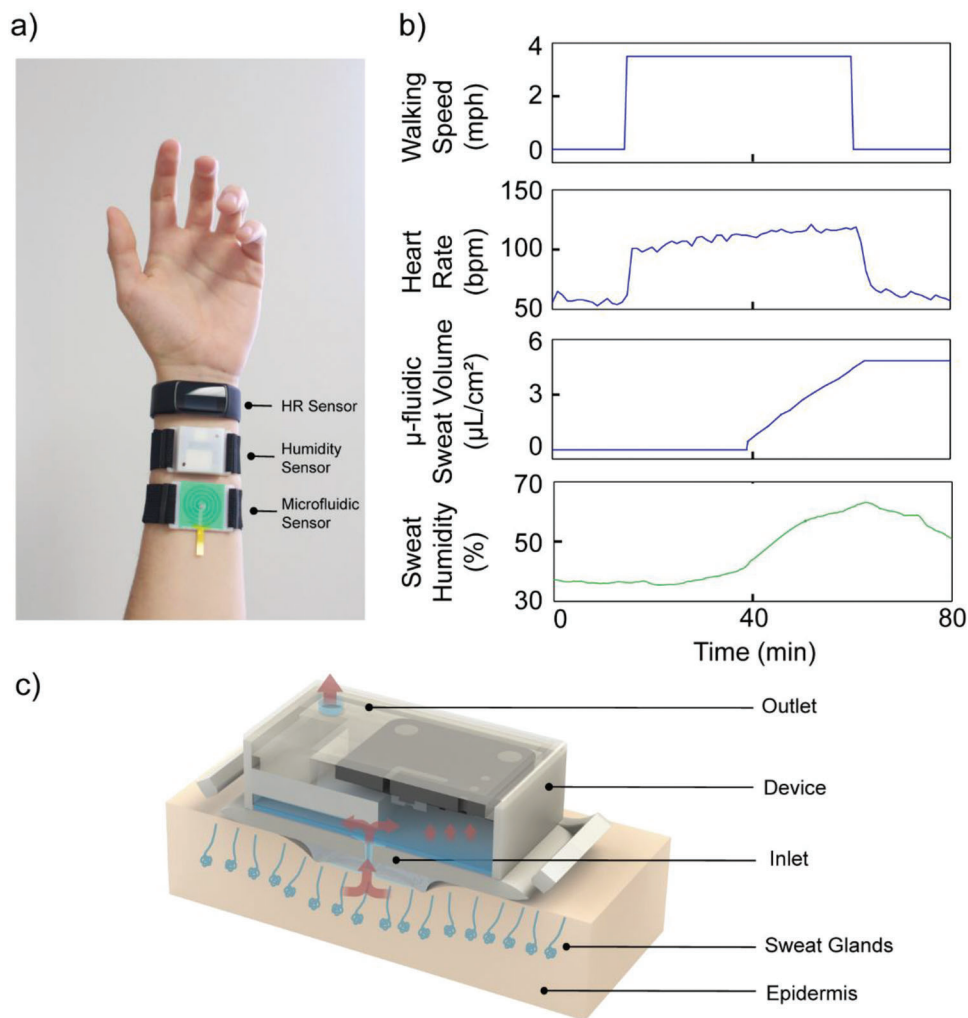 a)
HR Sensor
Humidity
Sensor
Microfluidic
Sensor
b)
Walking
Speed
(mph)
4
2
0
Heart
Rate
(bpm)
150
100
50
μ-fluidic
Sweat Volume
(μL/cm²)
6
3
0
Sweat
Humidity
(%)
70
50
30
0
40
80
Time (min)
c)
Outlet
Device
Inlet
Sweat Glands
Epidermis